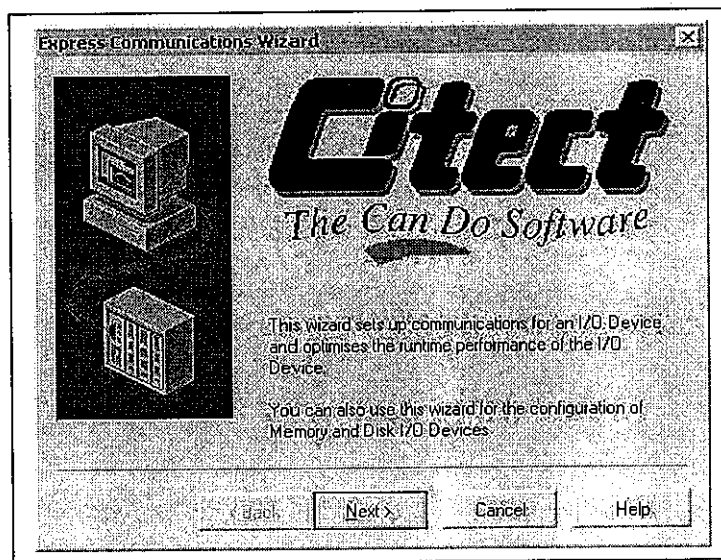 Express Communications Wizard
Citect
The Can Do Software
This wizard sets up communications for an I/O Device
and optimises the runtime performance of the I/O
Device.
You can also use this wizard for the configuration of
Memory and Disk I/O Devices.
< Back
Next >
Cancel
Help